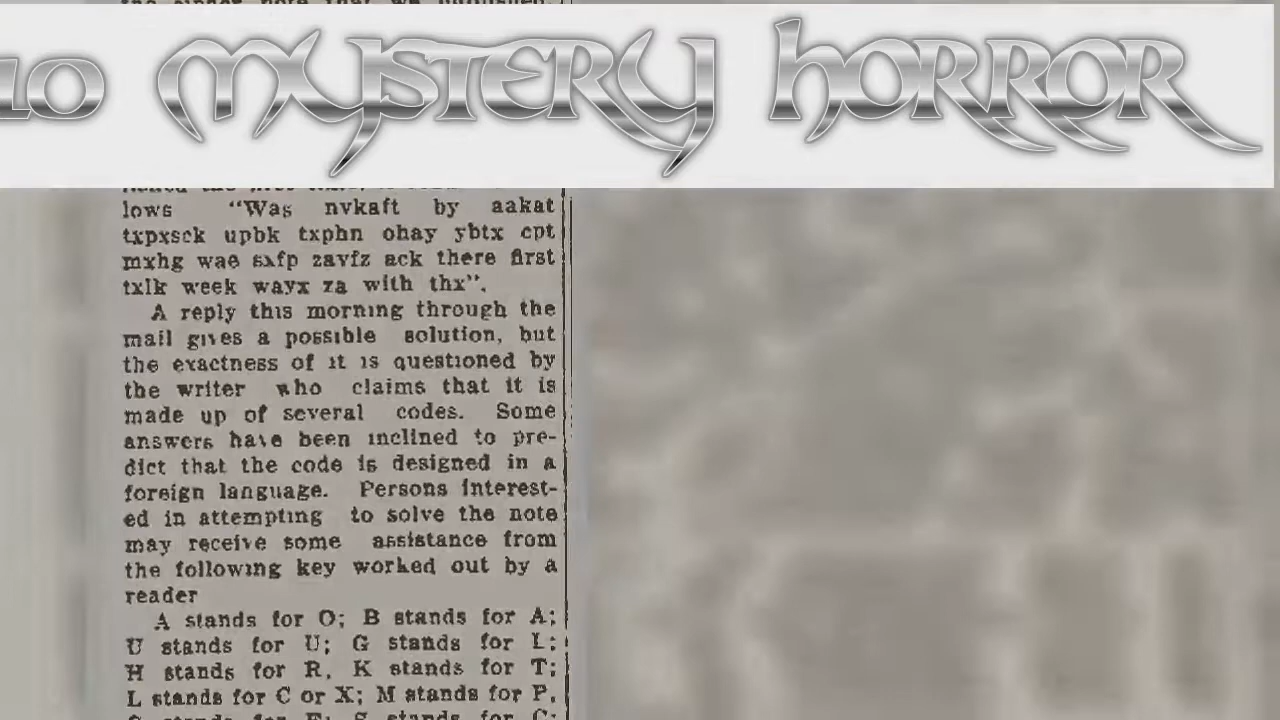 LO MYSTERY HORROR
lows "Was nvkaft by aakat
txpxsck upbk txphn ohay ybtx cpt
mxhg wae sxfp zavfz ack there first
txlk week wayx za with thx".
A reply this morning through the
mail gives a possible solution, but
the exactness of it is questioned by
the writer who claims that it is
made up of several codes. Some
answers have been inclined to pre-
dict that the code is designed in a
foreign language. Persons interest-
ed in attempting to solve the note
may receive some assistance from
the following key worked out by a
reader
A stands for O; B stands for A;
U stands for U; G stands for L;
H stands for R, K stands for T;
L stands for C or X; M stands for P,